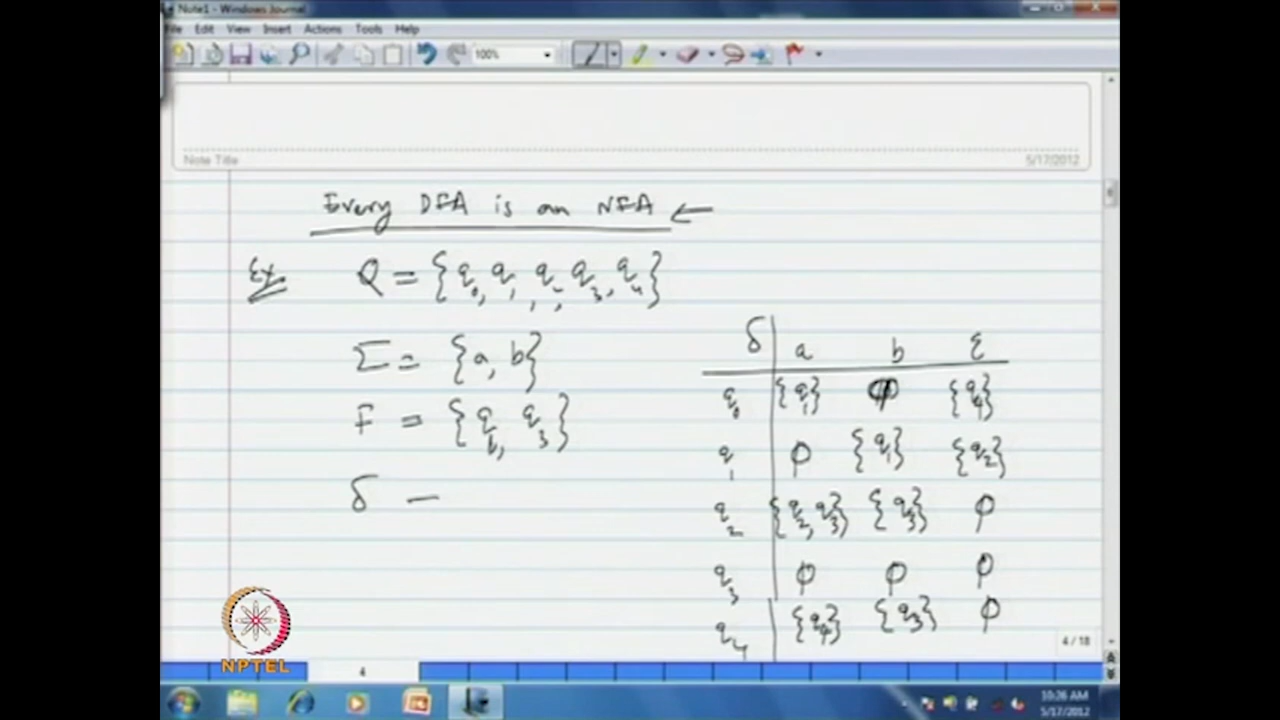 Note1 - Windows Journal
File Edit View Insert Actions Tools Help
100%
Note Title
5/17/2012
Every DFA is an NFA ←
Ex Q = {q0, q1, q2, q3, q4}
Σ = {a, b}
F = {q1, q3}
δ —
δ a b ε
q0 {q1} φ {q4}
q1 φ {q1} {q2}
q2 {q2, q3} {q3} φ
q3 φ φ φ
q4 {q4} {q3} φ
4 / 18
NPTEL
4
10:26 AM
5/17/2012